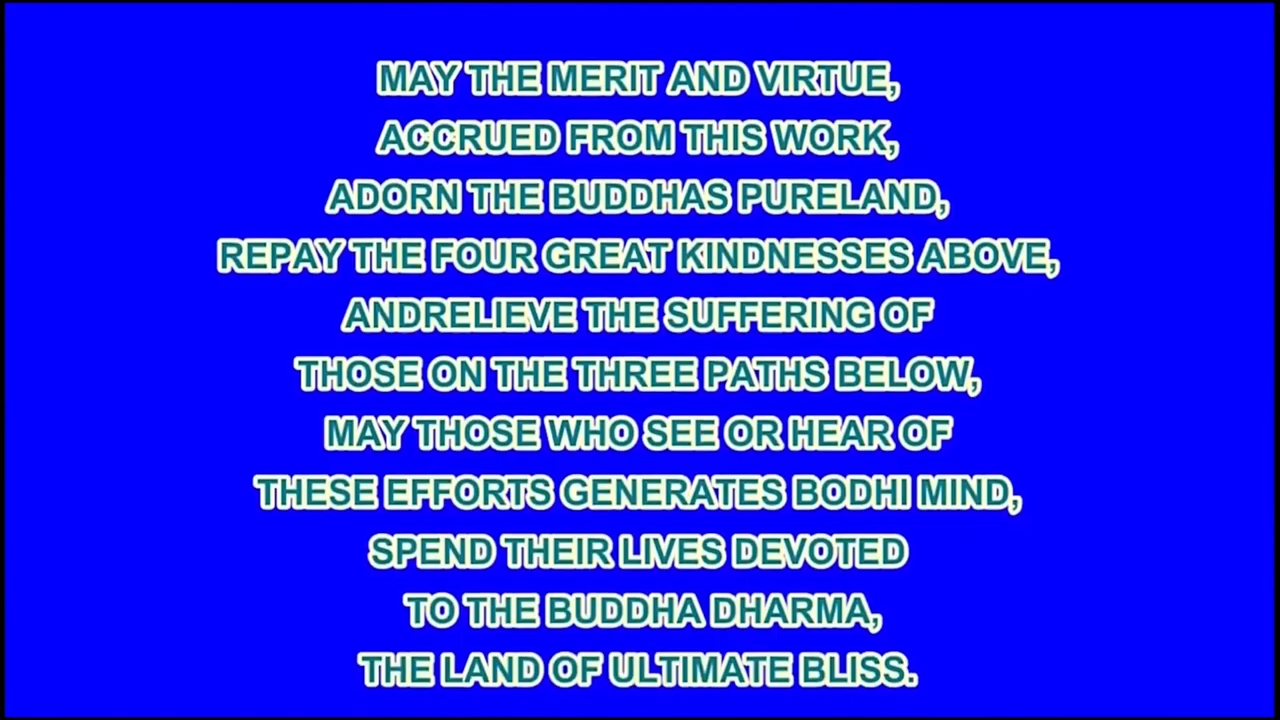 MAY THE MERIT AND VIRTUE,
ACCRUED FROM THIS WORK,
ADORN THE BUDDHAS PURELAND,
REPAY THE FOUR GREAT KINDNESSES ABOVE,
ANDRELIEVE THE SUFFERING OF
THOSE ON THE THREE PATHS BELOW,
MAY THOSE WHO SEE OR HEAR OF
THESE EFFORTS GENERATES BODHI MIND,
SPEND THEIR LIVES DEVOTED
TO THE BUDDHA DHARMA,
THE LAND OF ULTIMATE BLISS.